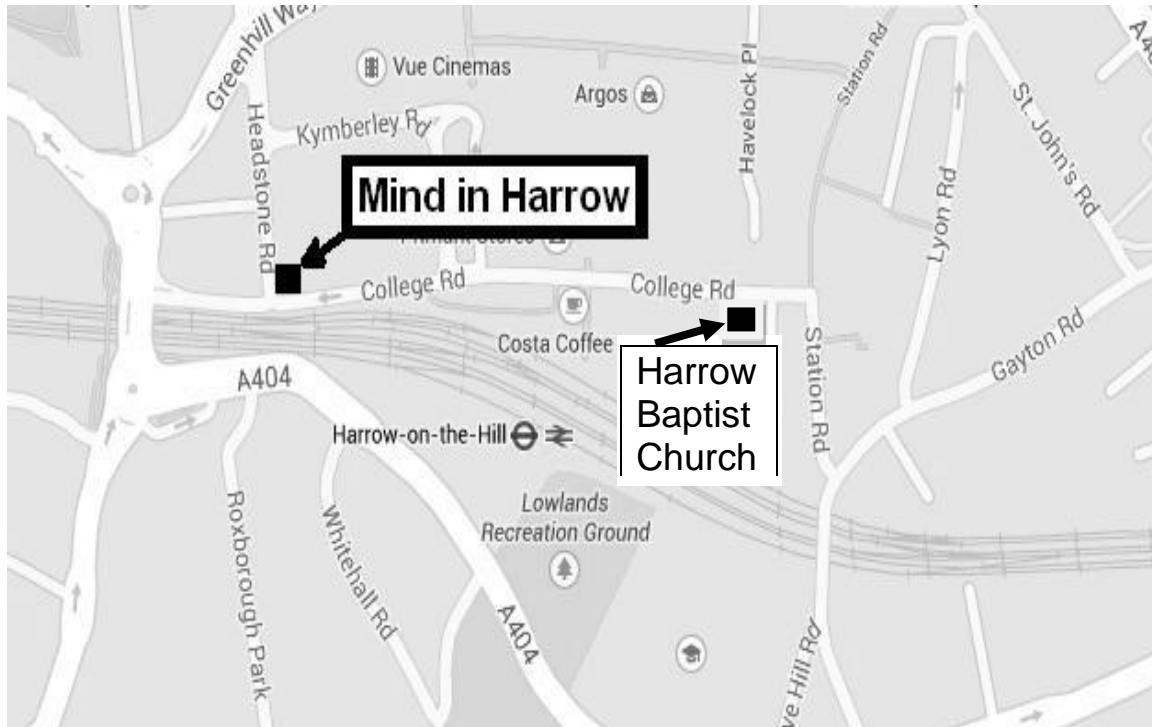 Greenhill Way
Vue Cinemas
Argos
Havelock Pl
Station Rd
St. John's Rd
Kymberley Rd
Headstone Rd
Mind in Harrow
Lyon Rd
College Rd
College Rd
Costa Coffee
Station Rd
Gayton Rd
Harrow
Baptist
Church
A404
Harrow-on-the-Hill
Lowlands
Recreation Ground
Roxborough Park
Whitehall Rd
A404